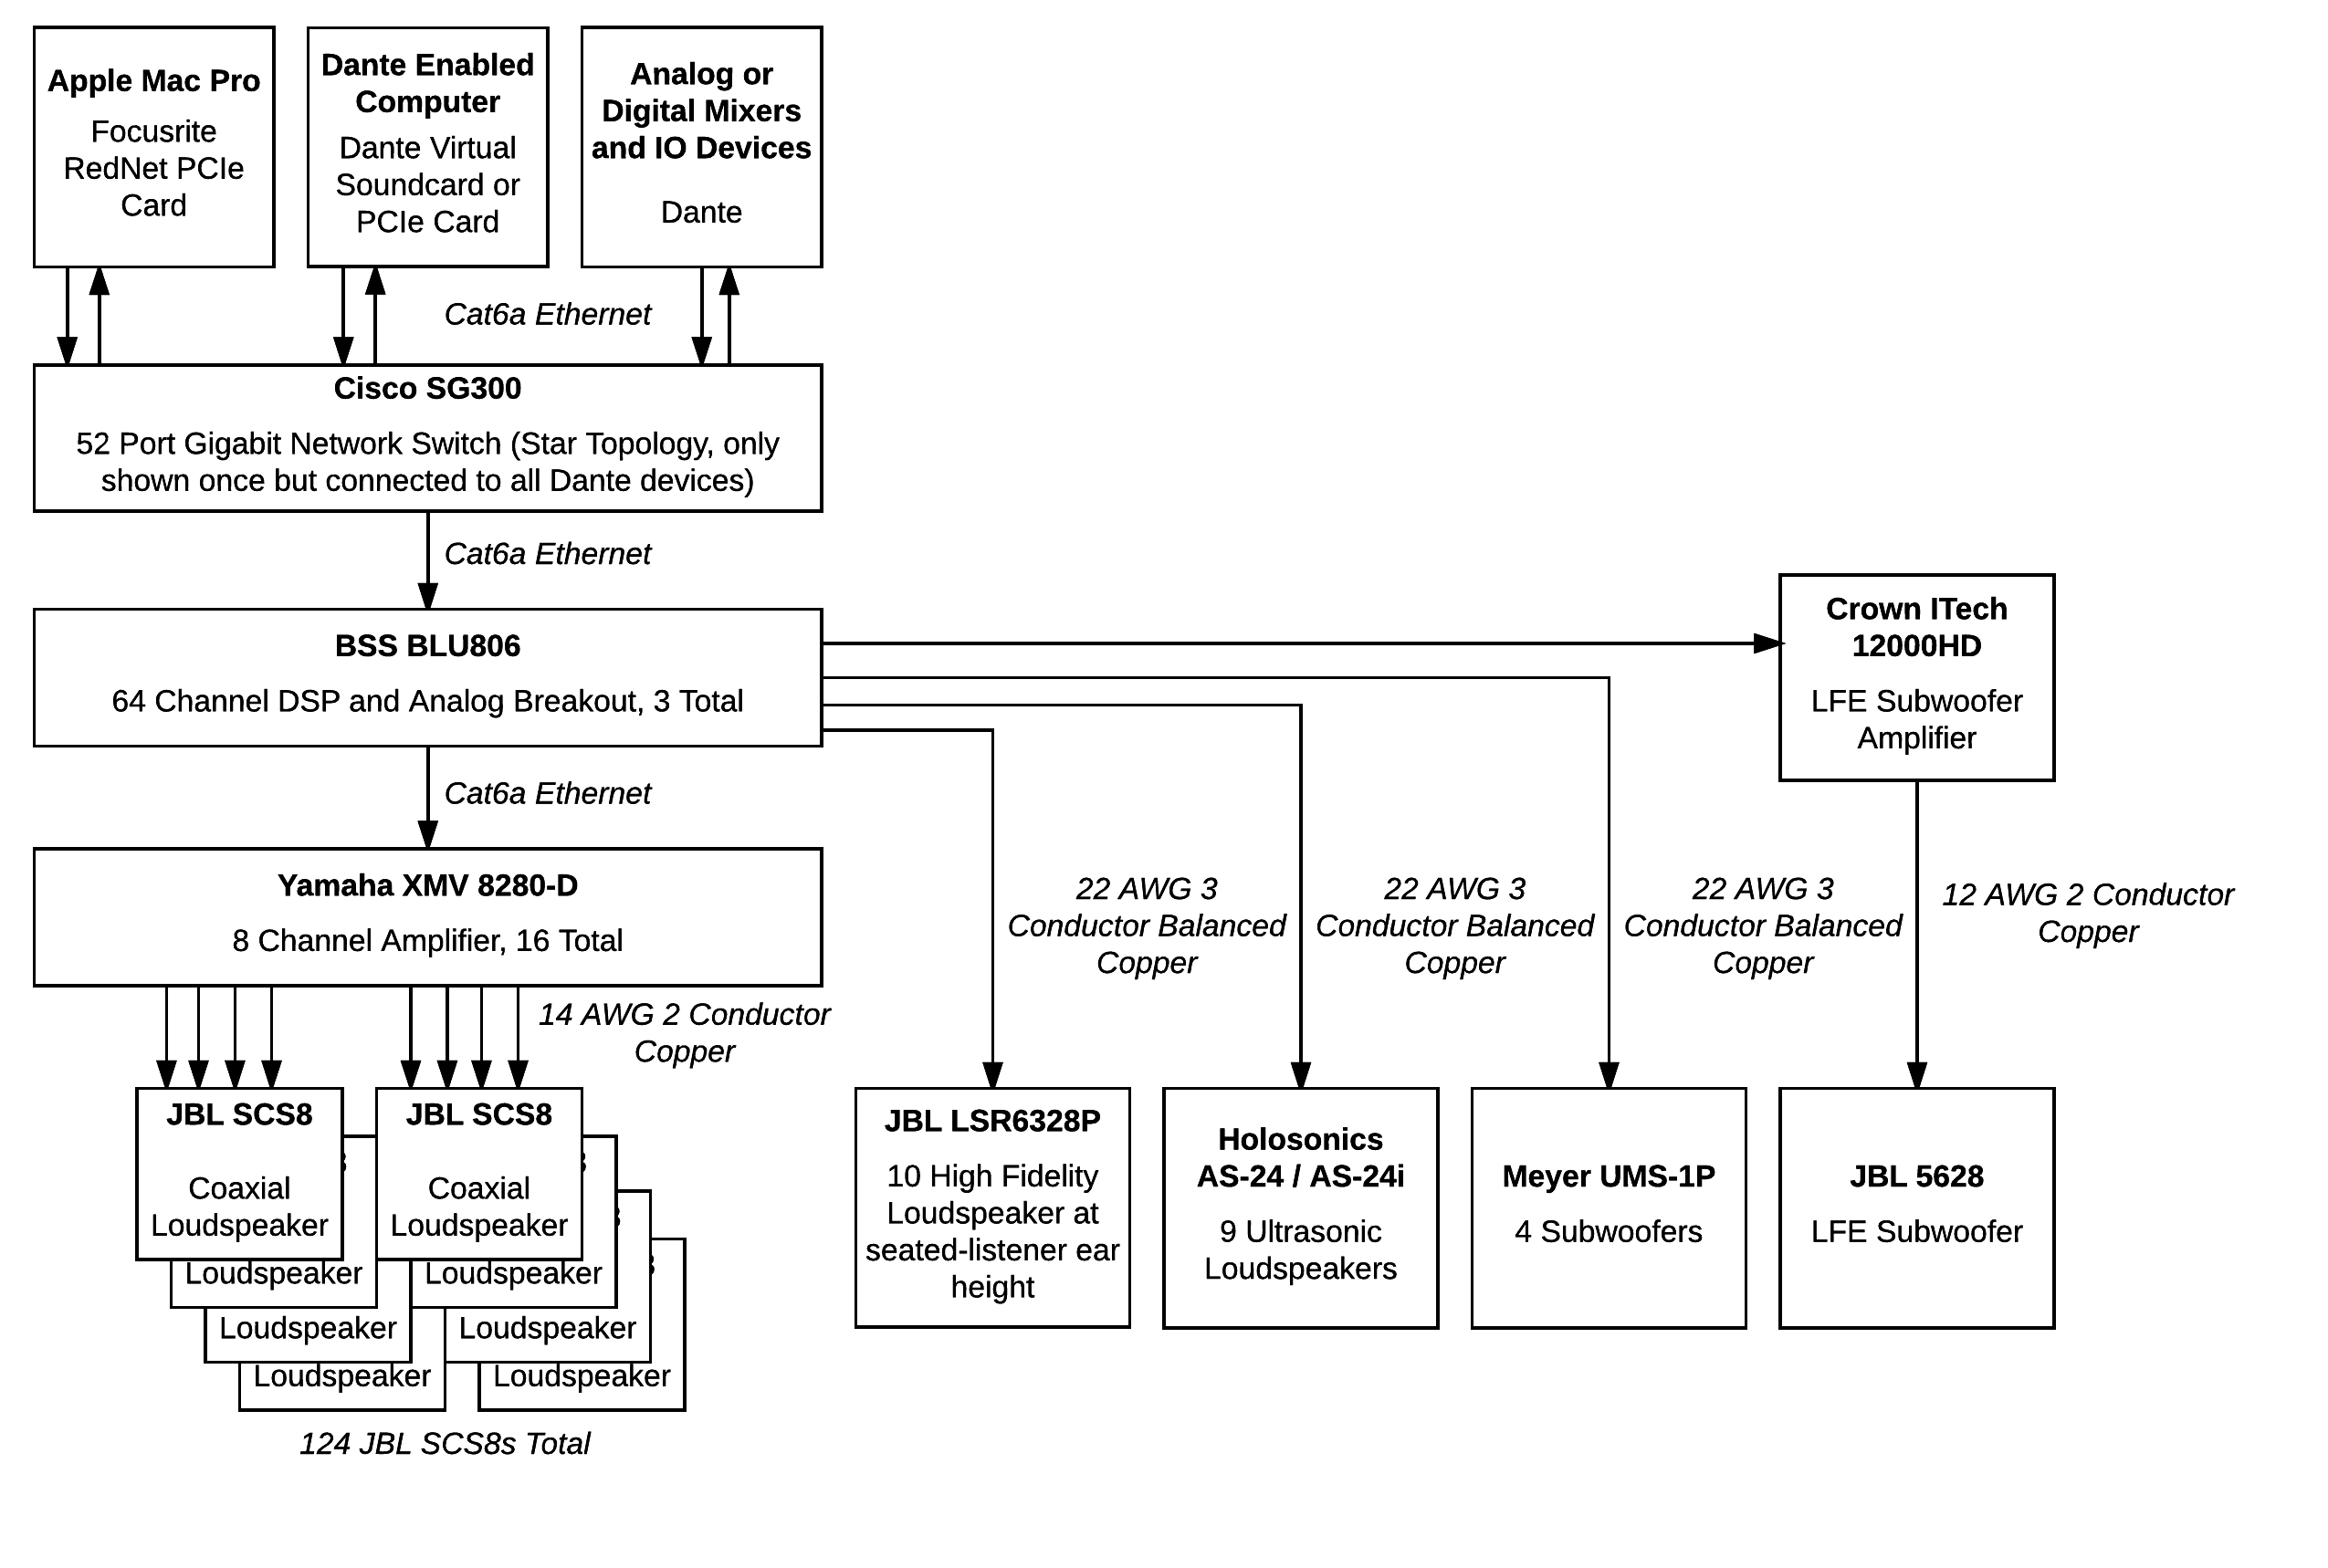 Apple Mac Pro
Focusrite
RedNet PCIe
Card
Dante Enabled
Computer
Dante Virtual
Soundcard or
PCIe Card
Analog or
Digital Mixers
and IO Devices
Dante
Cat6a Ethernet
Cisco SG300
52 Port Gigabit Network Switch (Star Topology, only
shown once but connected to all Dante devices)
Cat6a Ethernet
BSS BLU806
64 Channel DSP and Analog Breakout, 3 Total
Crown ITech
12000HD
LFE Subwoofer
Amplifier
Cat6a Ethernet
Yamaha XMV 8280-D
8 Channel Amplifier, 16 Total
22 AWG 3
Conductor Balanced
Copper
22 AWG 3
Conductor Balanced
Copper
22 AWG 3
Conductor Balanced
Copper
12 AWG 2 Conductor
Copper
14 AWG 2 Conductor
Copper
JBL SCS8
Coaxial
Loudspeaker
Loudspeaker
Loudspeaker
Loudspeaker
JBL SCS8
Coaxial
Loudspeaker
Loudspeaker
Loudspeaker
Loudspeaker
124 JBL SCS8s Total
JBL LSR6328P
10 High Fidelity
Loudspeaker at
seated-listener ear
height
Holosonics
AS-24 / AS-24i
9 Ultrasonic
Loudspeakers
Meyer UMS-1P
4 Subwoofers
JBL 5628
LFE Subwoofer